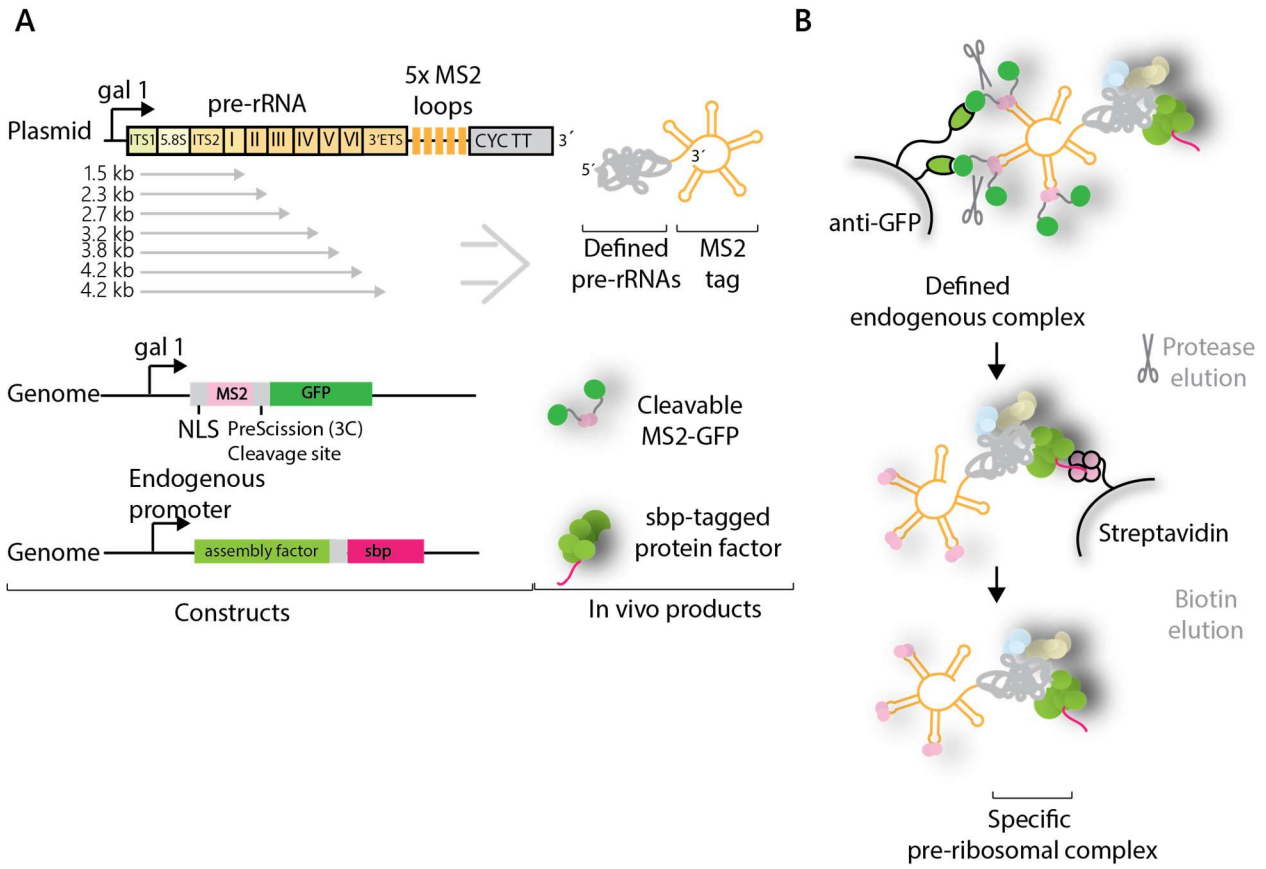 A
gal 1
pre-rRNA
5x MS2
loops
Plasmid
ITS1 5.8S ITS2 I II III IV V VI 3'ETS CYC TT 3´
1.5 kb
2.3 kb
2.7 kb
3.2 kb
3.8 kb
4.2 kb
4.2 kb
5´ 3´
Defined
pre-rRNAs
MS2
tag
gal 1
Genome
MS2 GFP
NLS
PreScission (3C)
Cleavage site
Cleavable
MS2-GFP
Endogenous
promoter
Genome
assembly factor sbp
sbp-tagged
protein factor
Constructs
In vivo products
B
anti-GFP
Defined
endogenous complex
Protease
elution
Streptavidin
Biotin
elution
Specific
pre-ribosomal complex